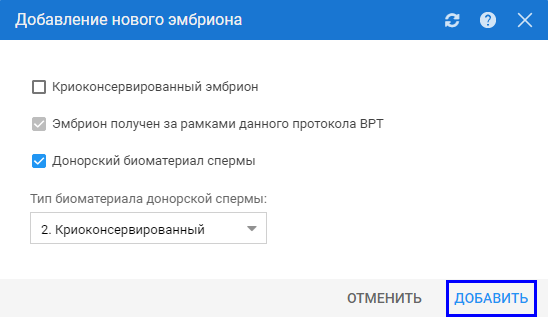 Добавление нового эмбриона
Криоконсервированный эмбрион
Эмбрион получен за рамками данного протокола ВРТ
Донорский биоматериал спермы
Тип биоматериала донорской спермы:
2. Криоконсервированный
ОТМЕНИТЬ ДОБАВИТЬ